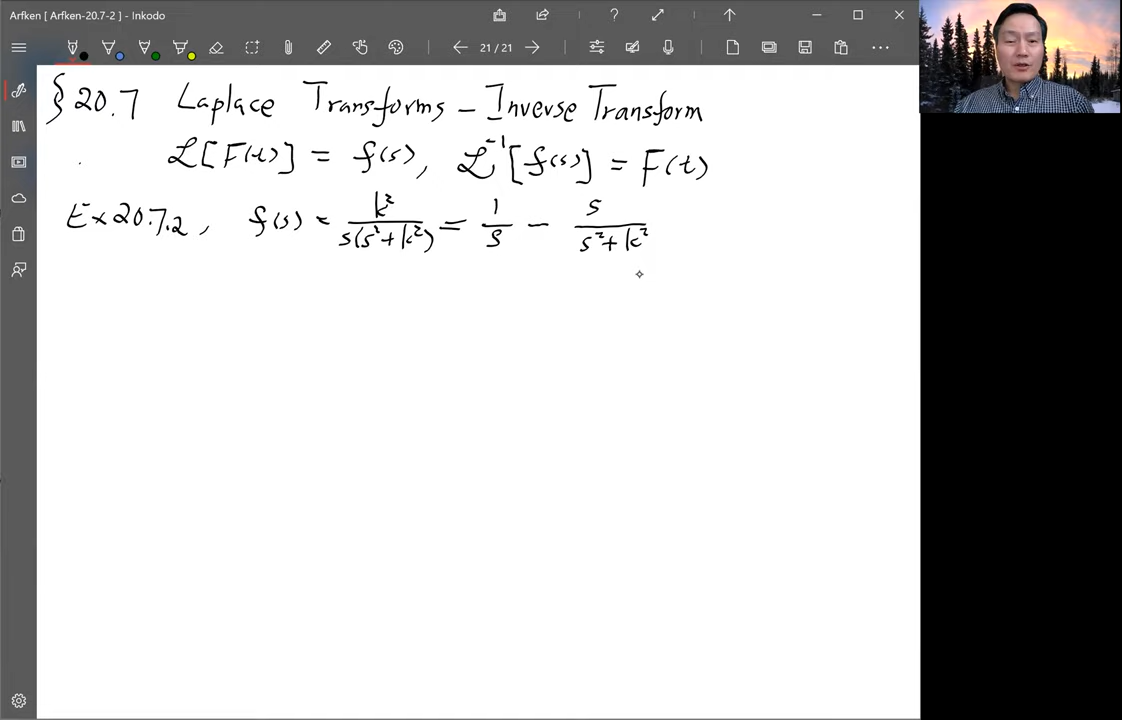 Arfken [ Arfken-20.7-2 ] - Inkodo
21 / 21
§ 20.7 Laplace Transforms - Inverse Transform
ℒ[F(t)] = f(s), ℒ⁻¹[f(s)] = F(t)
Ex 20.7.2, f(s) = k²/(s(s²+k²)) = 1/s - s/(s²+k²)